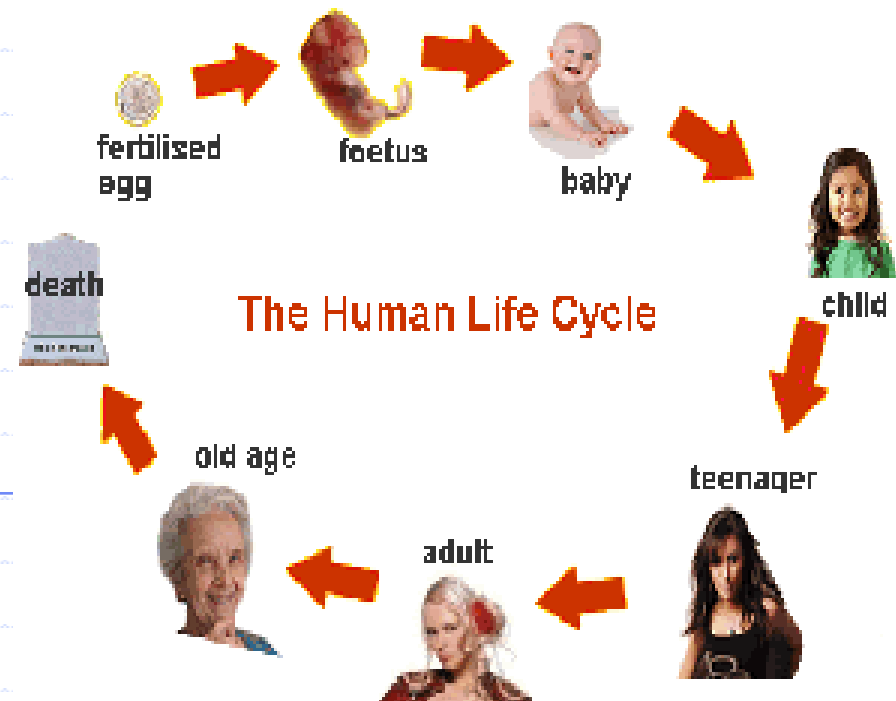 fertilised
egg
foetus
baby
child
teenager
adult
old age
death
The Human Life Cycle